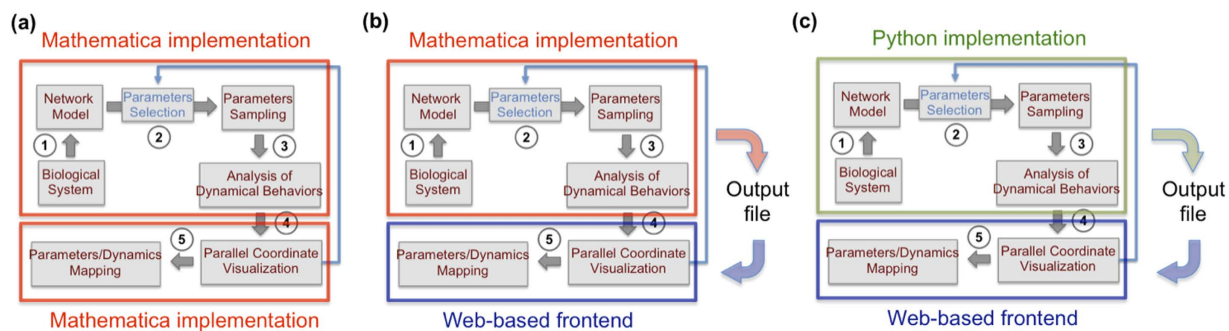 (a)
Mathematica implementation
Network
Model
Parameters
Selection
Parameters
Sampling
1
2
3
Biological
System
Analysis of
Dynamical Behaviors
4
5
Parameters/Dynamics
Mapping
Parallel Coordinate
Visualization
Mathematica implementation
(b)
Mathematica implementation
Network
Model
Parameters
Selection
Parameters
Sampling
1
2
3
Biological
System
Analysis of
Dynamical Behaviors
4
5
Parameters/Dynamics
Mapping
Parallel Coordinate
Visualization
Web-based frontend
Output
file
(c)
Python implementation
Network
Model
Parameters
Selection
Parameters
Sampling
1
2
3
Biological
System
Analysis of
Dynamical Behaviors
4
5
Parameters/Dynamics
Mapping
Parallel Coordinate
Visualization
Web-based frontend
Output
file